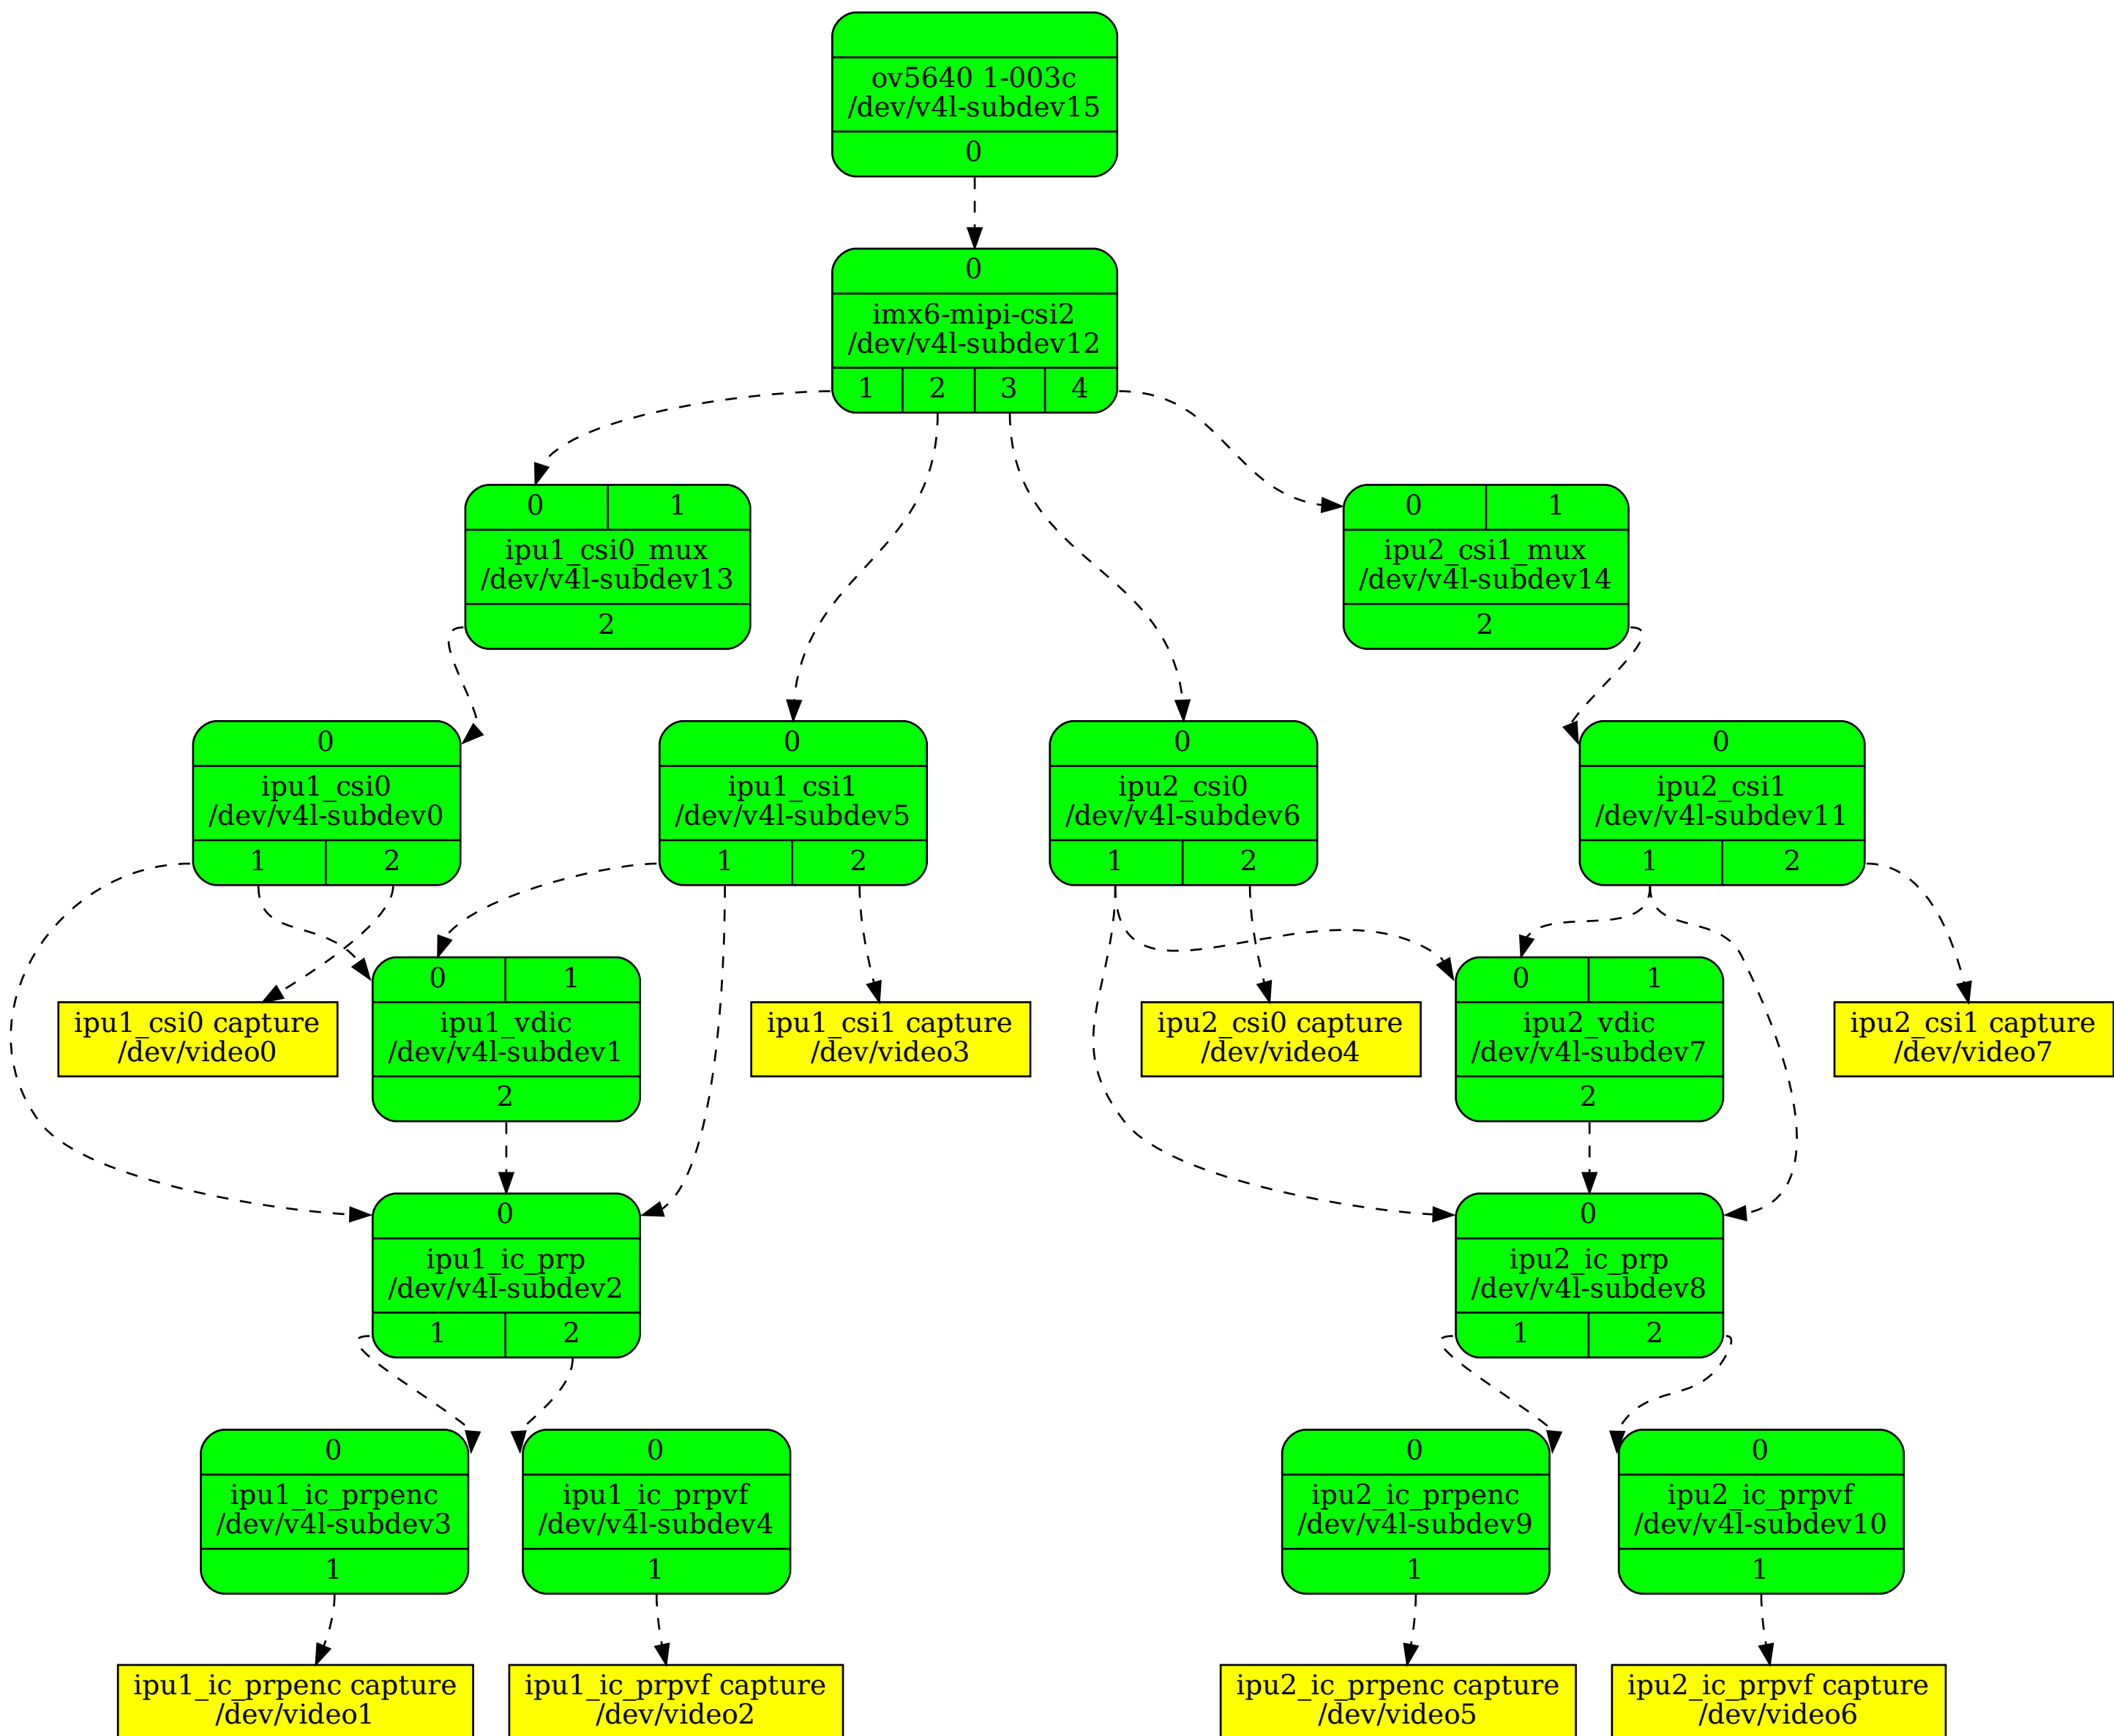 ov5640 1-003c
/dev/v4l-subdev15
0
0
imx6-mipi-csi2
/dev/v4l-subdev12
1 2 3 4
0 1
ipu1_csi0_mux
/dev/v4l-subdev13
2
0 1
ipu2_csi1_mux
/dev/v4l-subdev14
2
0
ipu1_csi0
/dev/v4l-subdev0
1 2
0
ipu1_csi1
/dev/v4l-subdev5
1 2
0
ipu2_csi0
/dev/v4l-subdev6
1 2
0
ipu2_csi1
/dev/v4l-subdev11
1 2
ipu1_csi0 capture
/dev/video0
0 1
ipu1_vdic
/dev/v4l-subdev1
2
ipu1_csi1 capture
/dev/video3
ipu2_csi0 capture
/dev/video4
0 1
ipu2_vdic
/dev/v4l-subdev7
2
ipu2_csi1 capture
/dev/video7
0
ipu1_ic_prp
/dev/v4l-subdev2
1 2
0
ipu2_ic_prp
/dev/v4l-subdev8
1 2
0
ipu1_ic_prpenc
/dev/v4l-subdev3
1
0
ipu1_ic_prpvf
/dev/v4l-subdev4
1
0
ipu2_ic_prpenc
/dev/v4l-subdev9
1
0
ipu2_ic_prpvf
/dev/v4l-subdev10
1
ipu1_ic_prpenc capture
/dev/video1
ipu1_ic_prpvf capture
/dev/video2
ipu2_ic_prpenc capture
/dev/video5
ipu2_ic_prpvf capture
/dev/video6